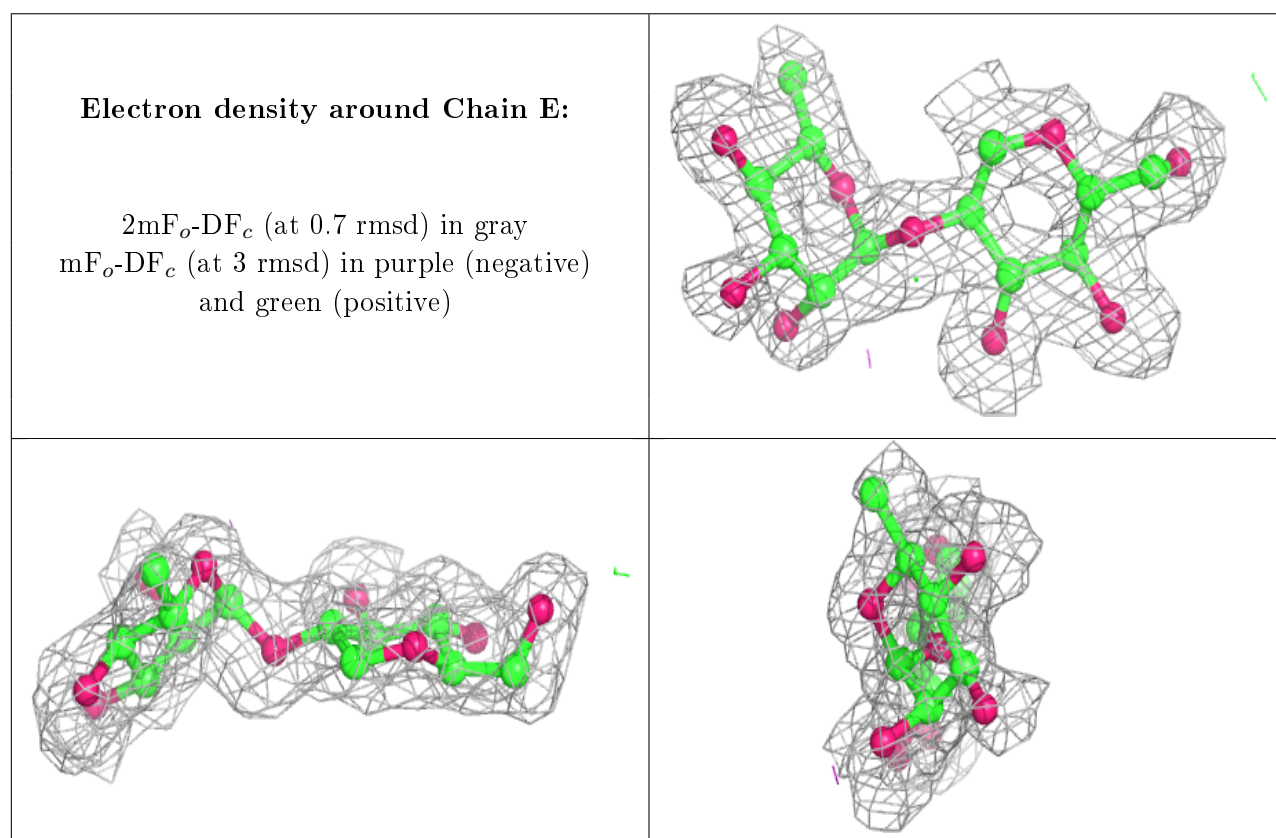 Electron density around Chain E:
2mFₒ-DF𝒸 (at 0.7 rmsd) in gray
mFₒ-DF𝒸 (at 3 rmsd) in purple (negative)
and green (positive)